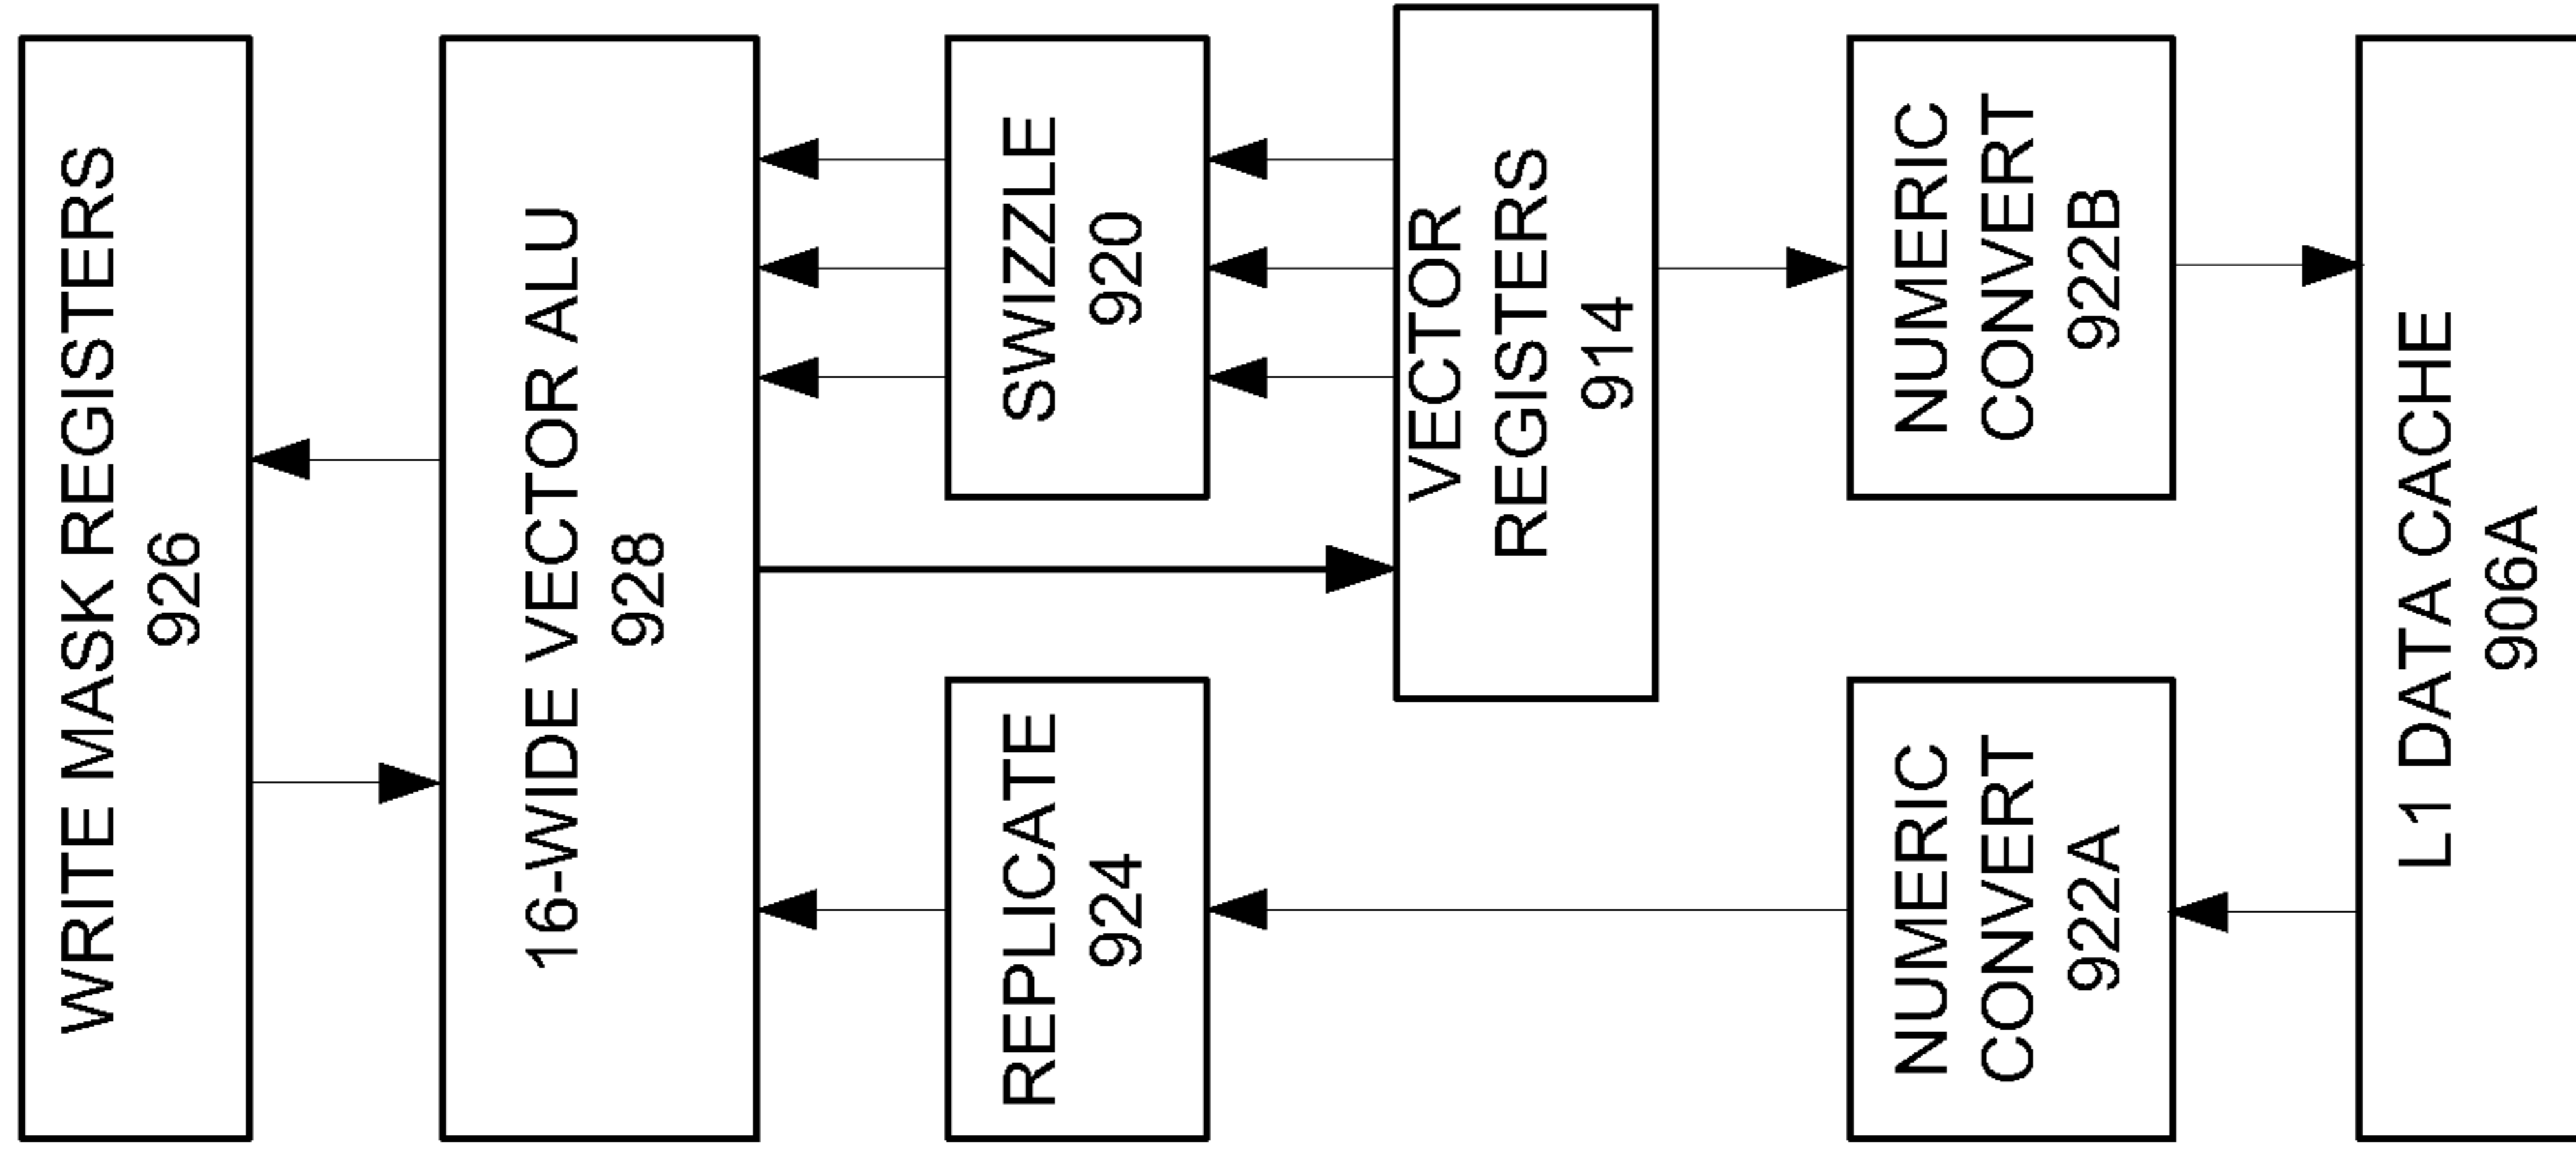 WRITE MASK REGISTERS
926
16-WIDE VECTOR ALU
928
REPLICATE
924
SWIZZLE
920
VECTOR
REGISTERS
914
NUMERIC
CONVERT
922A
NUMERIC
CONVERT
922B
L1 DATA CACHE
906A